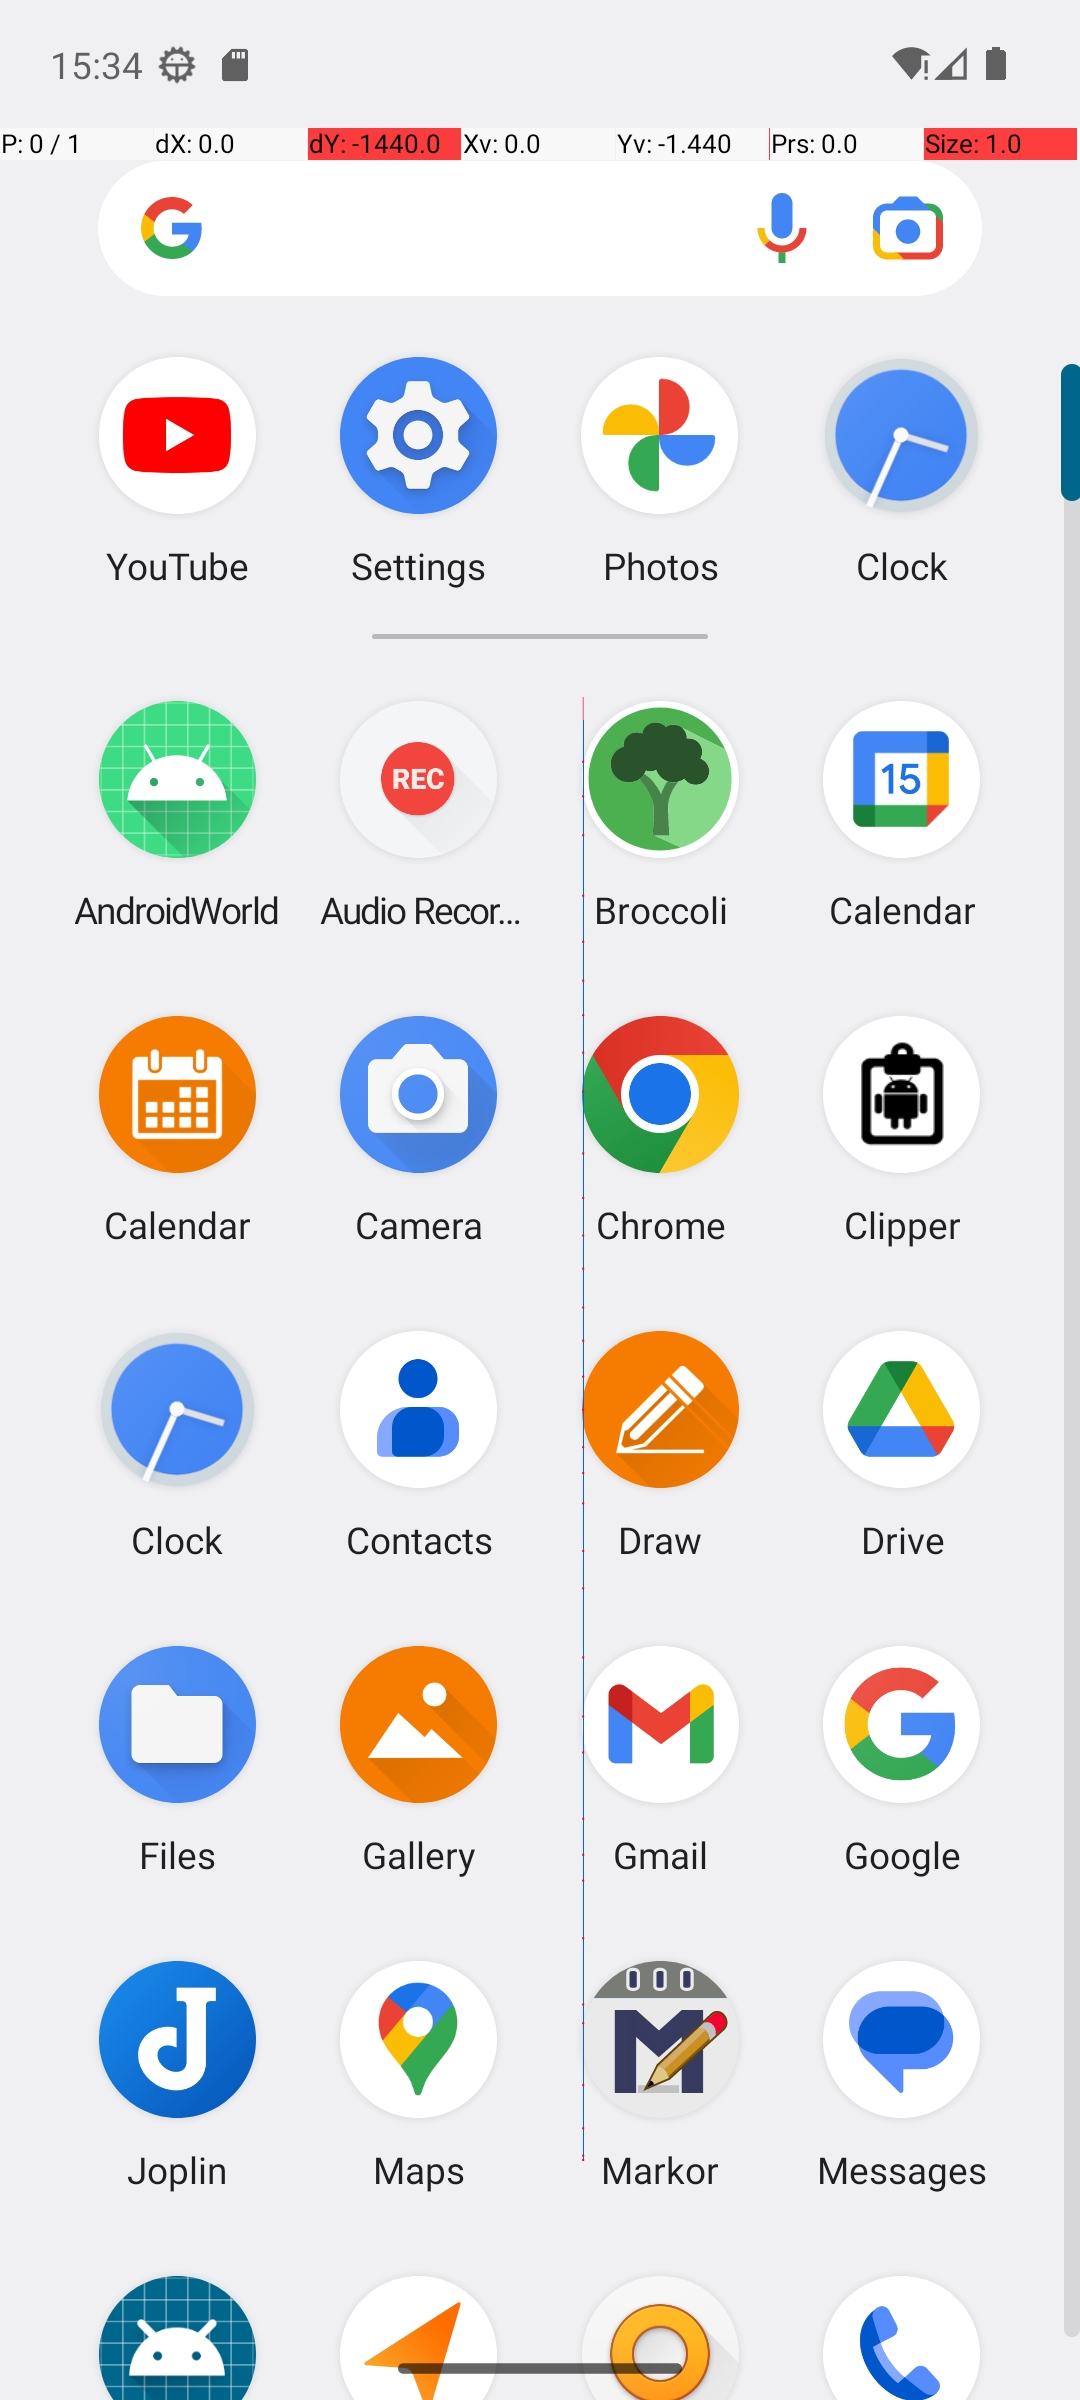 15:34
P: 0 / 1 dX: 0.0 dY: -1440.0 Xv: 0.0 Yv: -1.440 Prs: 0.0 Size: 1.0
YouTube Settings Photos Clock
REC
15
AndroidWorld Audio Recor... Broccoli Calendar
Calendar Camera Chrome Clipper
Clock Contacts Draw Drive
Files Gallery Gmail Google
Joplin Maps Markor Messages